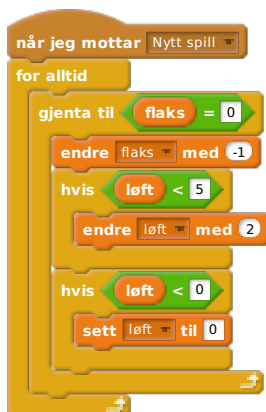 når jeg mottar Nytt spill
for alltid
gjenta til flaks = 0
endre flaks med -1
hvis løft < 5
endre løft med 2
hvis løft < 0
sett løft til 0